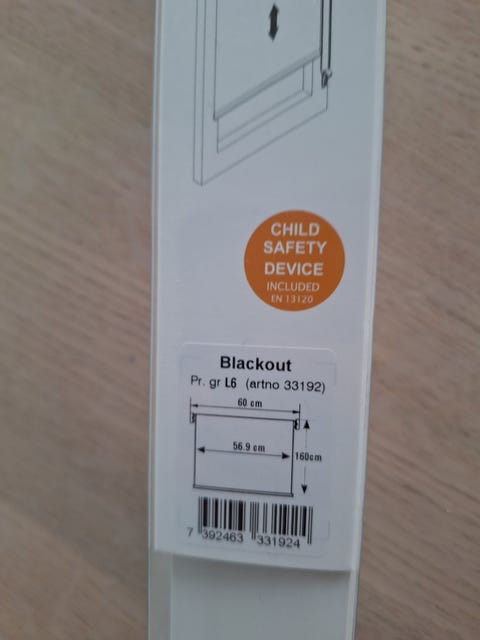 CHILD
SAFETY
DEVICE
INCLUDED
EN 13120
Blackout
Pr. gr L6 (artno 33192)
60 cm
56.9 cm
160cm
7 392463 331924